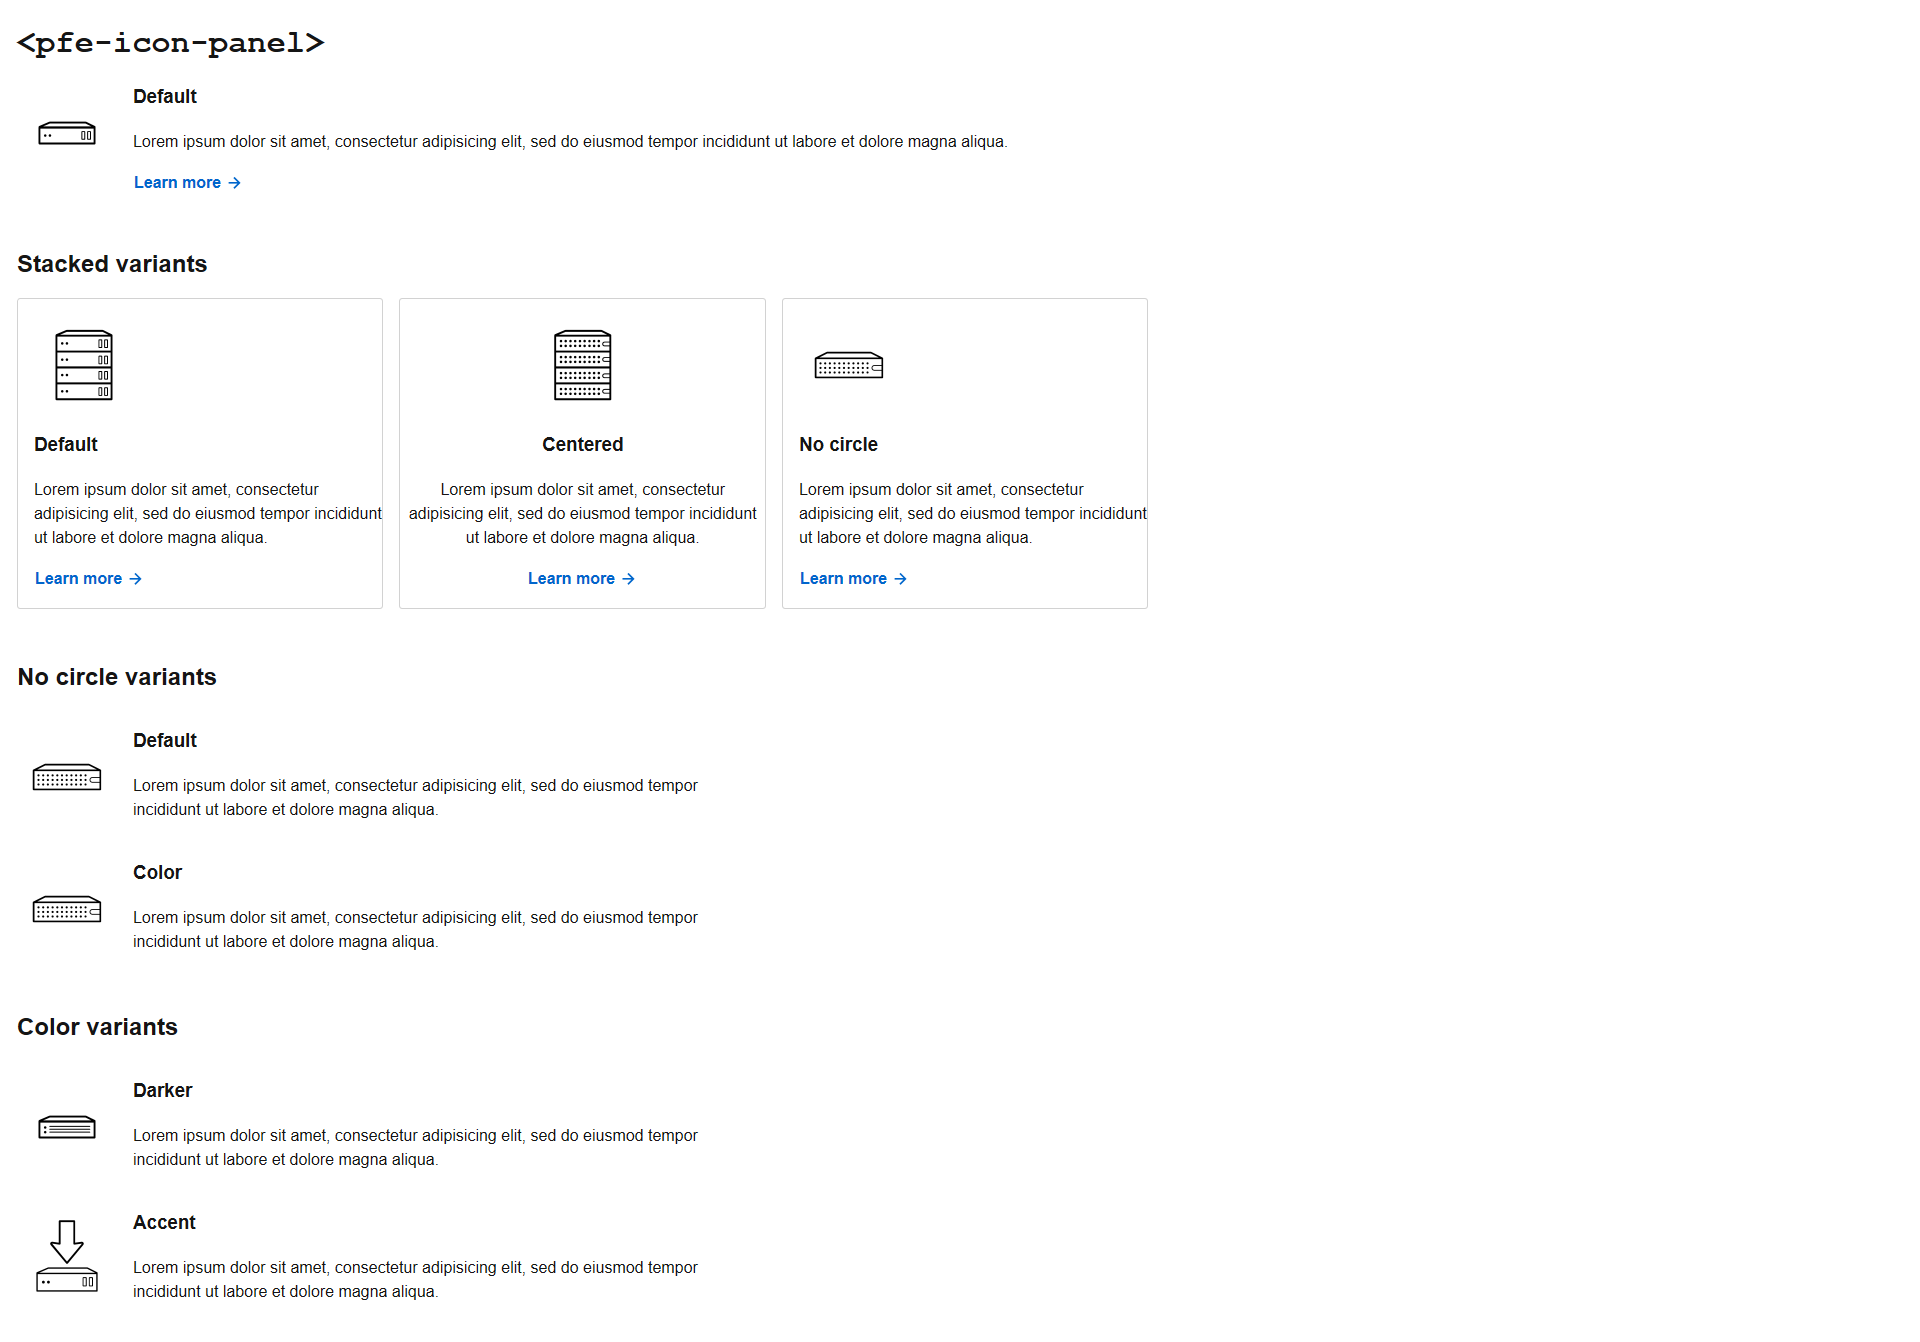 <pfe-icon-panel>
Default
Lorem ipsum dolor sit amet, consectetur adipisicing elit, sed do eiusmod tempor incididunt ut labore et dolore magna aliqua.
Learn more →
Stacked variants
Default
Lorem ipsum dolor sit amet, consectetur
adipisicing elit, sed do eiusmod tempor incididunt
ut labore et dolore magna aliqua.
Learn more →
Centered
Lorem ipsum dolor sit amet, consectetur
adipisicing elit, sed do eiusmod tempor incididunt
ut labore et dolore magna aliqua.
Learn more →
No circle
Lorem ipsum dolor sit amet, consectetur
adipisicing elit, sed do eiusmod tempor incididunt
ut labore et dolore magna aliqua.
Learn more →
No circle variants
Default
Lorem ipsum dolor sit amet, consectetur adipisicing elit, sed do eiusmod tempor
incididunt ut labore et dolore magna aliqua.
Color
Lorem ipsum dolor sit amet, consectetur adipisicing elit, sed do eiusmod tempor
incididunt ut labore et dolore magna aliqua.
Color variants
Darker
Lorem ipsum dolor sit amet, consectetur adipisicing elit, sed do eiusmod tempor
incididunt ut labore et dolore magna aliqua.
Accent
Lorem ipsum dolor sit amet, consectetur adipisicing elit, sed do eiusmod tempor
incididunt ut labore et dolore magna aliqua.